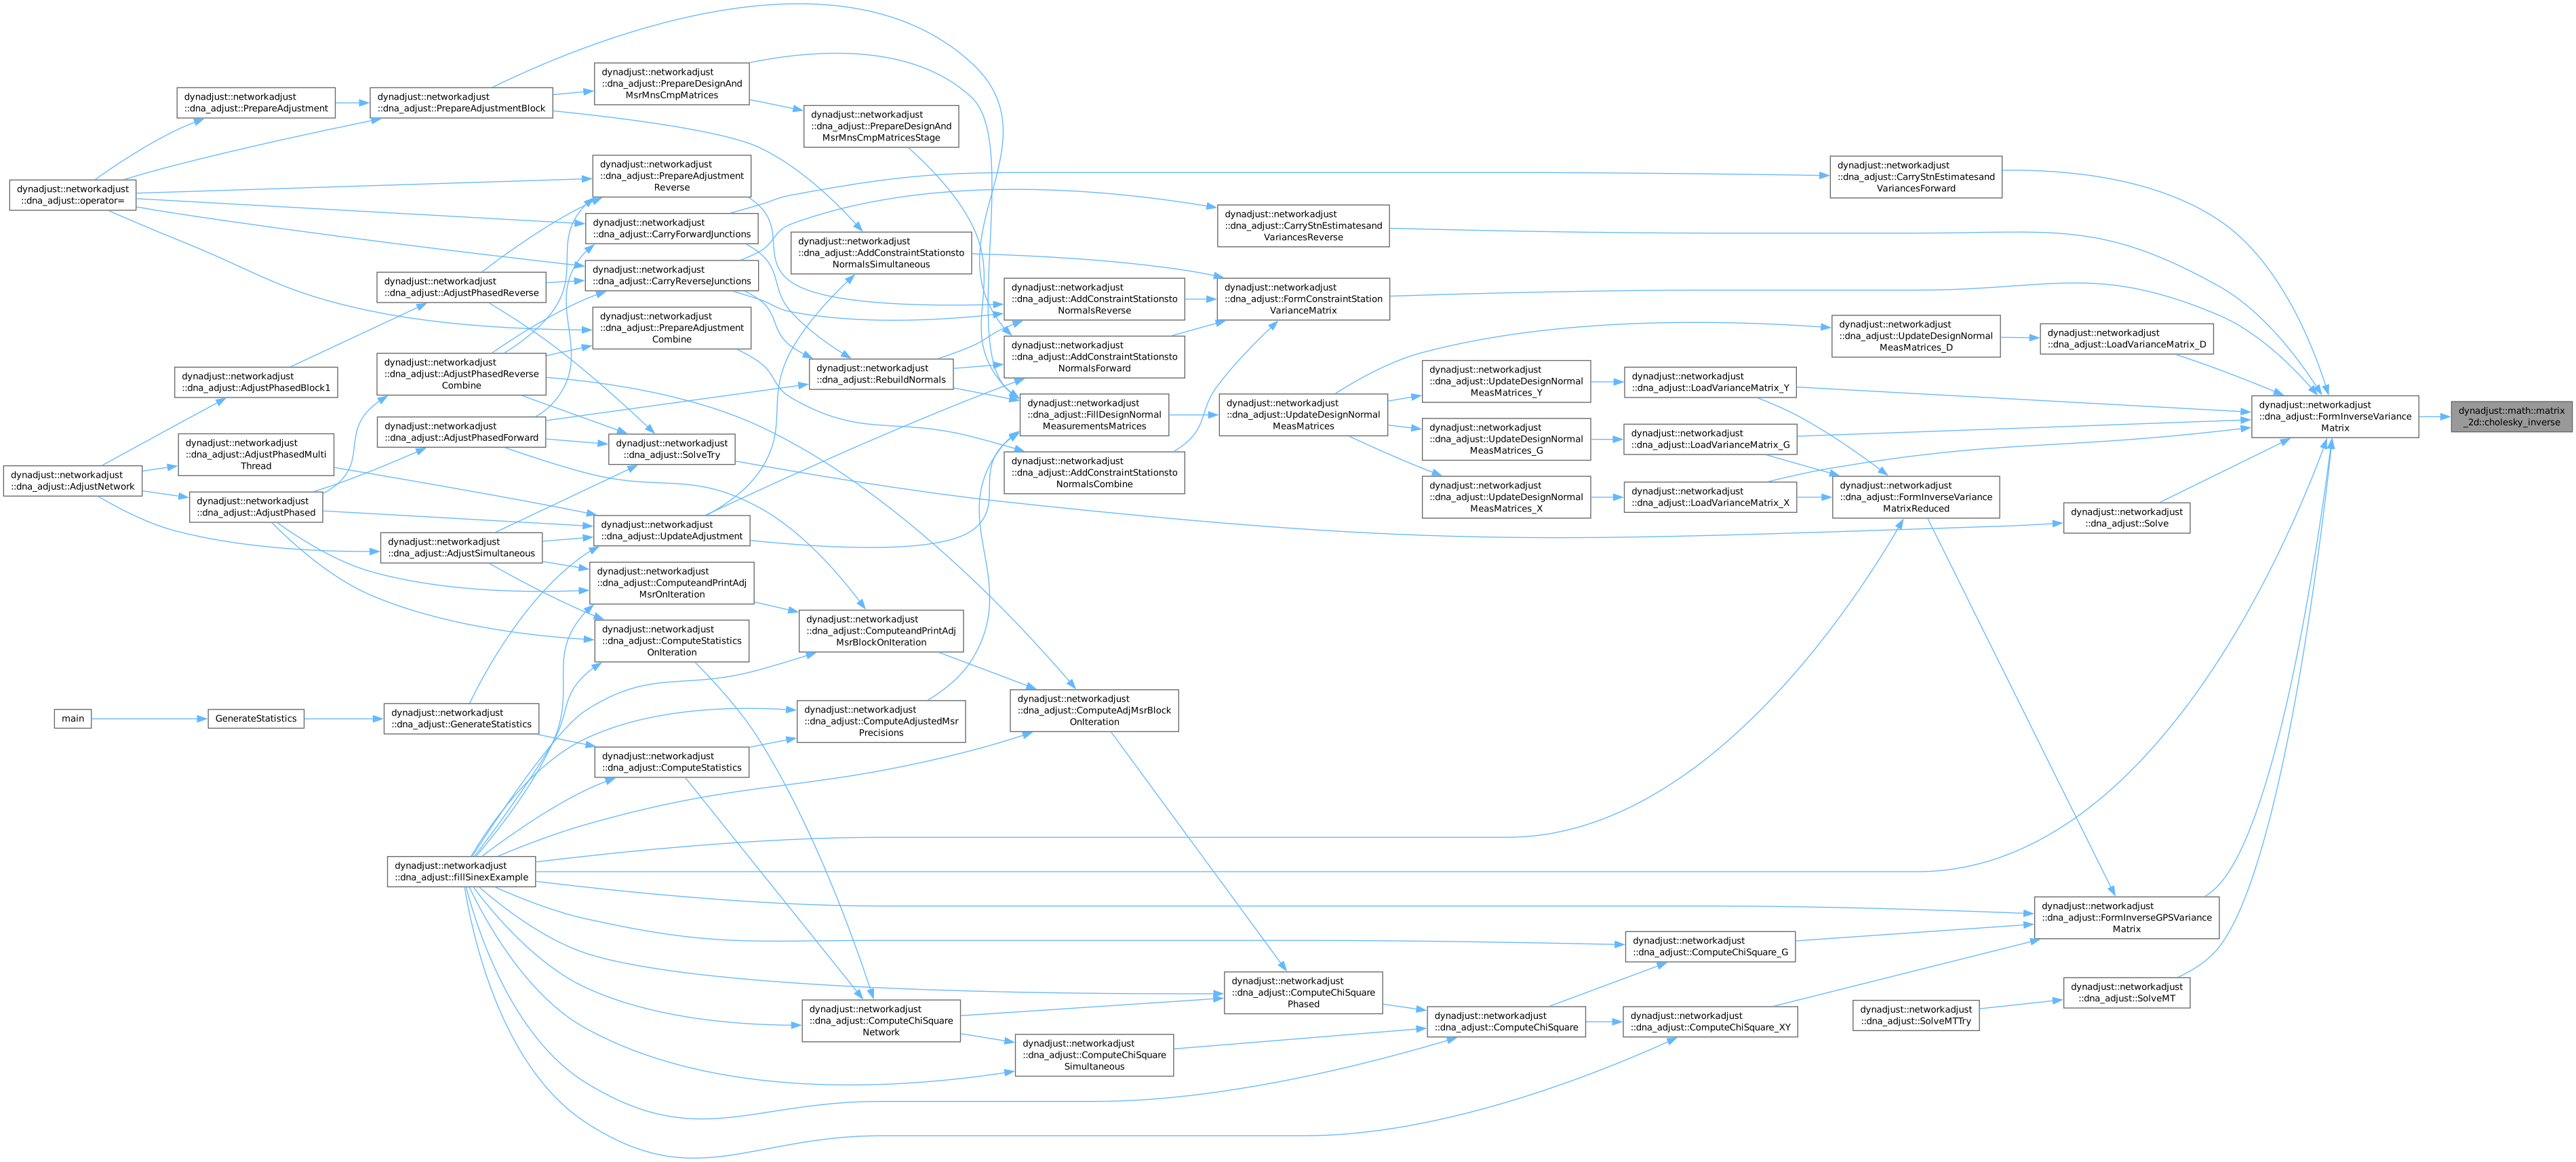 dynadjust::networkadjust
::dna_adjust::operator=
dynadjust::networkadjust
::dna_adjust::AdjustNetwork
main
dynadjust::networkadjust
::dna_adjust::PrepareAdjustment
dynadjust::networkadjust
::dna_adjust::AdjustPhasedBlock1
dynadjust::networkadjust
::dna_adjust::AdjustPhasedMulti
Thread
dynadjust::networkadjust
::dna_adjust::AdjustPhased
GenerateStatistics
dynadjust::networkadjust
::dna_adjust::PrepareAdjustmentBlock
dynadjust::networkadjust
::dna_adjust::AdjustPhasedReverse
dynadjust::networkadjust
::dna_adjust::AdjustPhasedReverse
Combine
dynadjust::networkadjust
::dna_adjust::AdjustPhasedForward
dynadjust::networkadjust
::dna_adjust::AdjustSimultaneous
dynadjust::networkadjust
::dna_adjust::GenerateStatistics
dynadjust::networkadjust
::dna_adjust::fillSinexExample
dynadjust::networkadjust
::dna_adjust::PrepareDesignAnd
MsrMnsCmpMatrices
dynadjust::networkadjust
::dna_adjust::PrepareAdjustment
Reverse
dynadjust::networkadjust
::dna_adjust::CarryForwardJunctions
dynadjust::networkadjust
::dna_adjust::CarryReverseJunctions
dynadjust::networkadjust
::dna_adjust::PrepareAdjustment
Combine
dynadjust::networkadjust
::dna_adjust::SolveTry
dynadjust::networkadjust
::dna_adjust::UpdateAdjustment
dynadjust::networkadjust
::dna_adjust::ComputeandPrintAdj
MsrOnIteration
dynadjust::networkadjust
::dna_adjust::ComputeStatistics
OnIteration
dynadjust::networkadjust
::dna_adjust::ComputeStatistics
dynadjust::networkadjust
::dna_adjust::PrepareDesignAnd
MsrMnsCmpMatricesStage
dynadjust::networkadjust
::dna_adjust::AddConstraintStationsto
NormalsSimultaneous
dynadjust::networkadjust
::dna_adjust::RebuildNormals
dynadjust::networkadjust
::dna_adjust::ComputeandPrintAdj
MsrBlockOnIteration
dynadjust::networkadjust
::dna_adjust::ComputeAdjustedMsr
Precisions
dynadjust::networkadjust
::dna_adjust::ComputeChiSquare
Network
dynadjust::networkadjust
::dna_adjust::AddConstraintStationsto
NormalsReverse
dynadjust::networkadjust
::dna_adjust::AddConstraintStationsto
NormalsForward
dynadjust::networkadjust
::dna_adjust::FillDesignNormal
MeasurementsMatrices
dynadjust::networkadjust
::dna_adjust::AddConstraintStationsto
NormalsCombine
dynadjust::networkadjust
::dna_adjust::ComputeAdjMsrBlock
OnIteration
dynadjust::networkadjust
::dna_adjust::ComputeChiSquare
Simultaneous
dynadjust::networkadjust
::dna_adjust::CarryStnEstimatesand
VariancesReverse
dynadjust::networkadjust
::dna_adjust::FormConstraintStation
VarianceMatrix
dynadjust::networkadjust
::dna_adjust::UpdateDesignNormal
MeasMatrices
dynadjust::networkadjust
::dna_adjust::ComputeChiSquare
Phased
dynadjust::networkadjust
::dna_adjust::UpdateDesignNormal
MeasMatrices_Y
dynadjust::networkadjust
::dna_adjust::UpdateDesignNormal
MeasMatrices_G
dynadjust::networkadjust
::dna_adjust::UpdateDesignNormal
MeasMatrices_X
dynadjust::networkadjust
::dna_adjust::ComputeChiSquare
dynadjust::networkadjust
::dna_adjust::LoadVarianceMatrix_Y
dynadjust::networkadjust
::dna_adjust::LoadVarianceMatrix_G
dynadjust::networkadjust
::dna_adjust::LoadVarianceMatrix_X
dynadjust::networkadjust
::dna_adjust::ComputeChiSquare_G
dynadjust::networkadjust
::dna_adjust::ComputeChiSquare_XY
dynadjust::networkadjust
::dna_adjust::CarryStnEstimatesand
VariancesForward
dynadjust::networkadjust
::dna_adjust::UpdateDesignNormal
MeasMatrices_D
dynadjust::networkadjust
::dna_adjust::FormInverseVariance
MatrixReduced
dynadjust::networkadjust
::dna_adjust::SolveMTTry
dynadjust::networkadjust
::dna_adjust::LoadVarianceMatrix_D
dynadjust::networkadjust
::dna_adjust::Solve
dynadjust::networkadjust
::dna_adjust::FormInverseGPSVariance
Matrix
dynadjust::networkadjust
::dna_adjust::SolveMT
dynadjust::networkadjust
::dna_adjust::FormInverseVariance
Matrix
dynadjust::math::matrix
_2d::cholesky_inverse